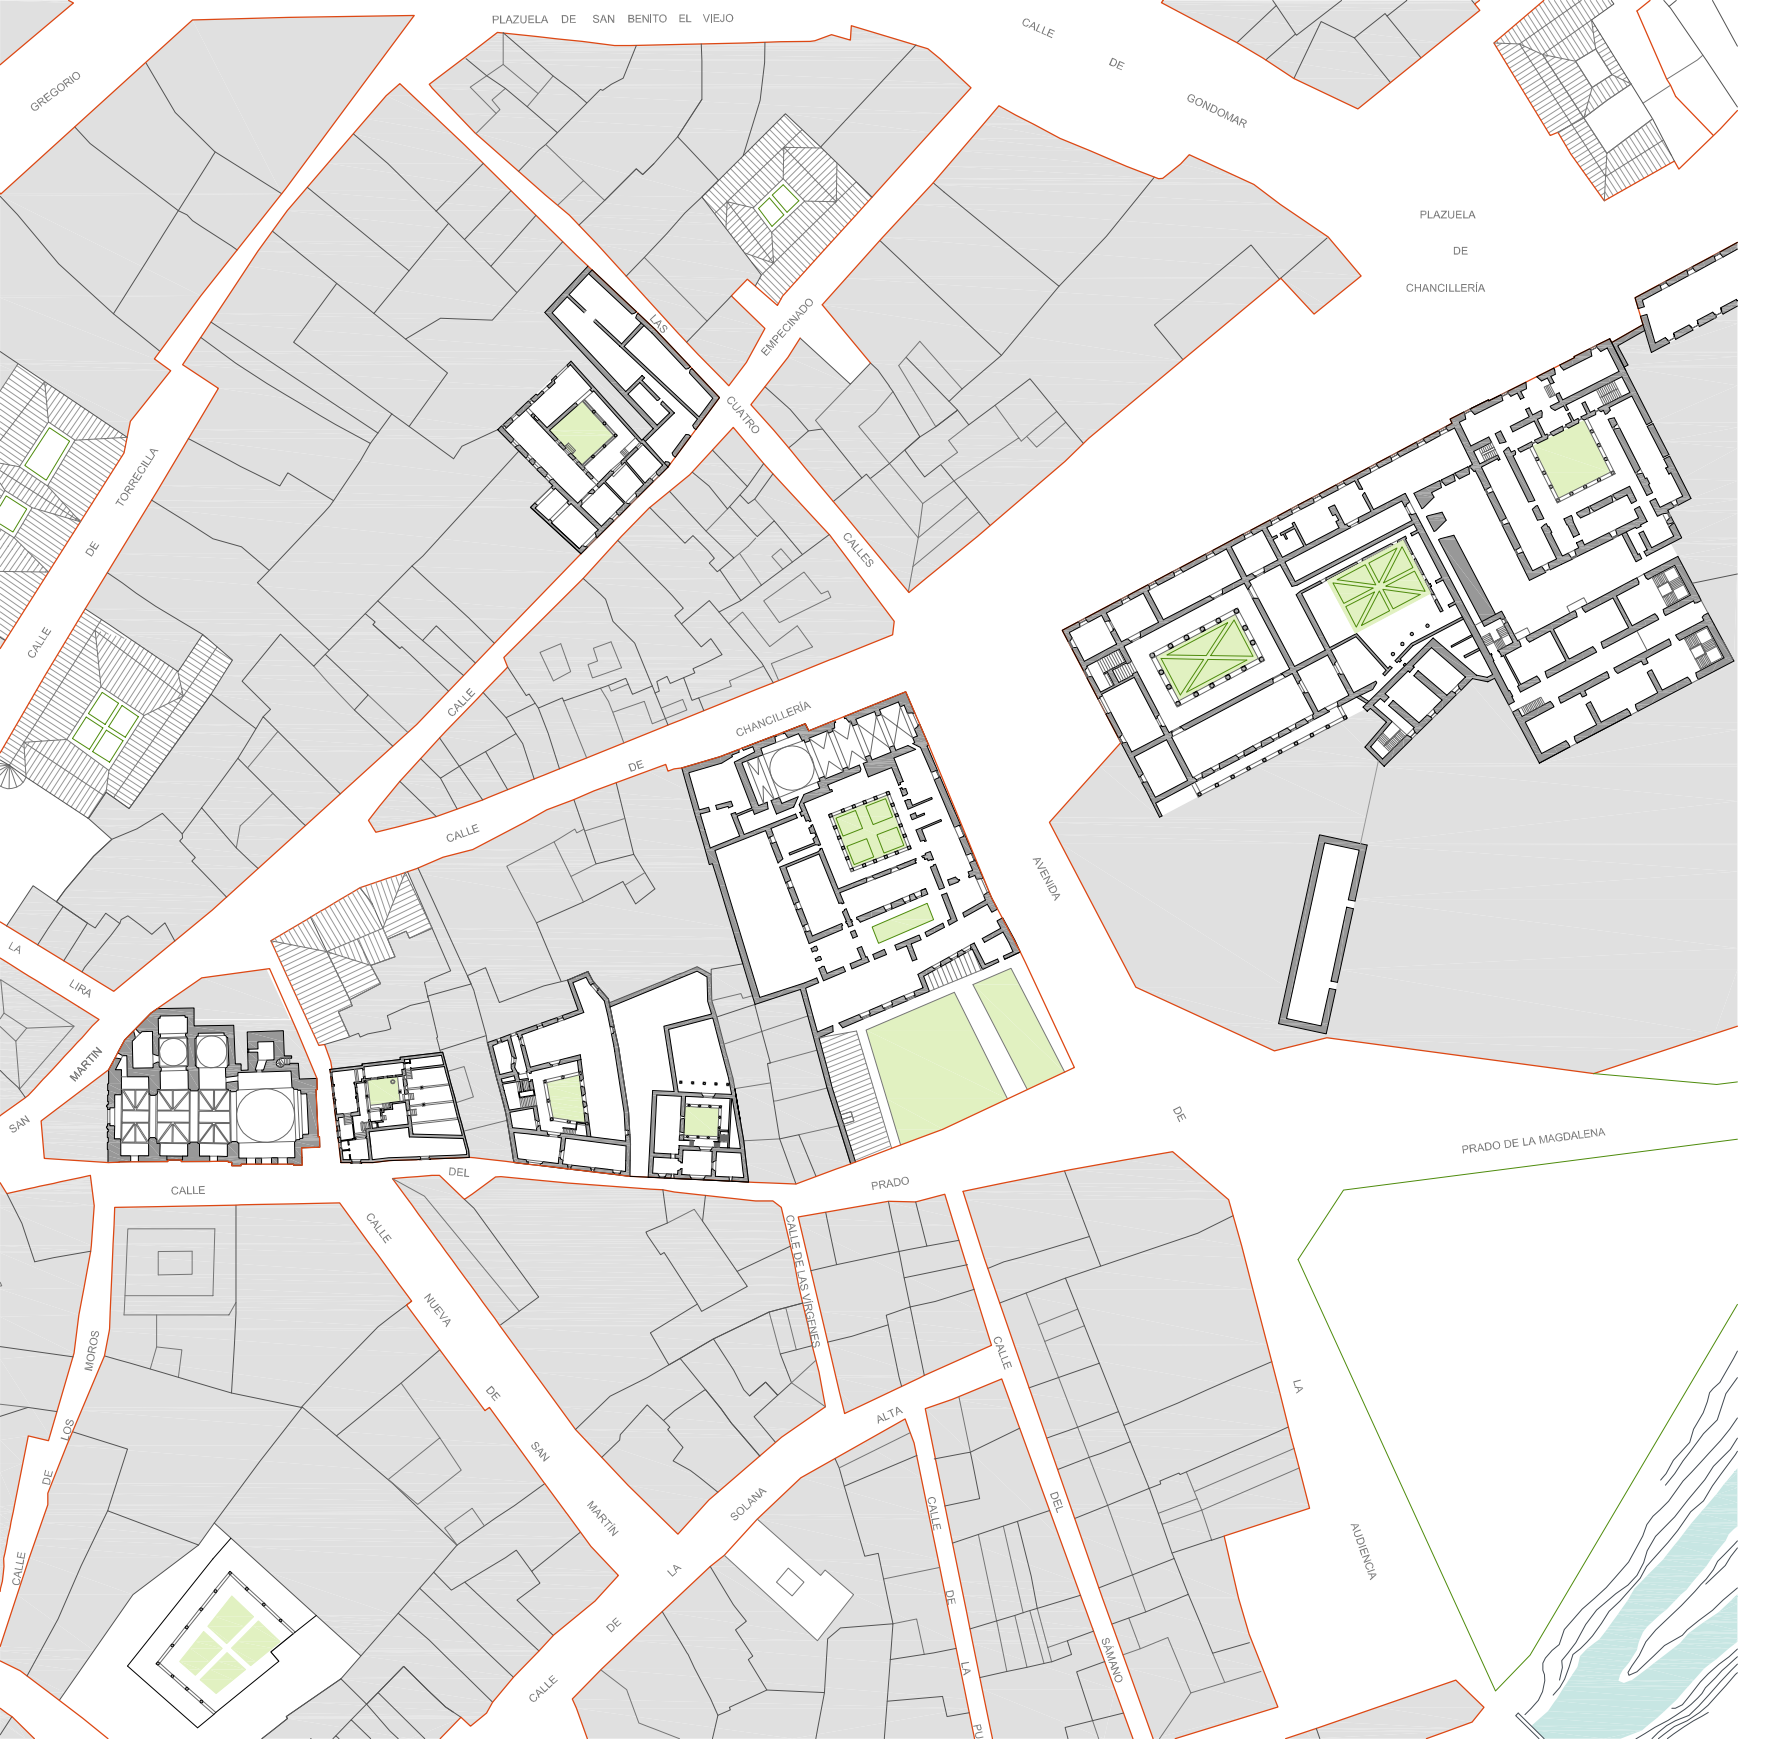 PLAZUELA DE SAN BENITO EL VIEJO
CALLE
DE
GONDOMAR
GREGORIO
PLAZUELA
DE
CHANCILLERÍA
LAS
EMPECINADO
CUATRO
CALLES
TORRECILLA
DE
CALLE
CALLE
CHANCILLERÍA
DE
CALLE
AVENIDA
LA
LIRA
MARTIN
SAN
DE
PRADO DE LA MAGDALENA
CALLE
DEL
PRADO
CALLE
NUEVA
DE
SAN
MARTÍN
CALLE DE LAS VÍRGENES
CALLE
DEL
SÁMANO
MOROS
LOS
DE
CALLE
ALTA
SOLANA
LA
DE
CALLE
CALLE
DE
LA
PU
LA
AUDIENCIA